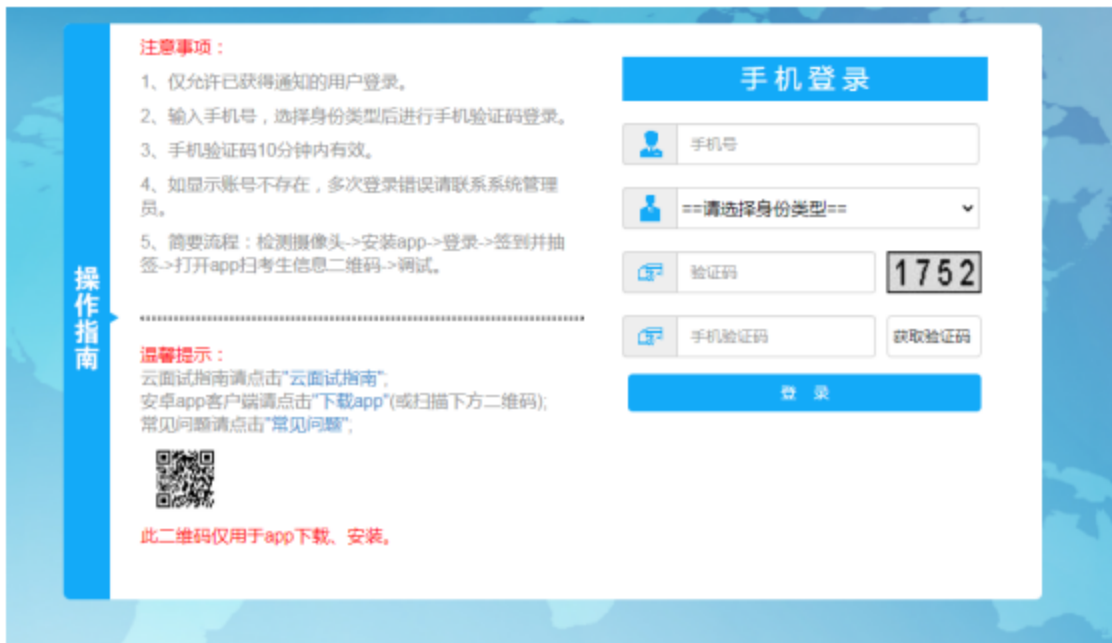 操作指南
注意事项：
1、仅允许已获得通知的用户登录。
2、输入手机号，选择身份类型后进行手机验证码登录。
3、手机验证码10分钟内有效。
4、如显示账号不存在，多次登录错误请联系系统管理
员。
5、简要流程：检测摄像头->安装app->登录->签到并抽
签->打开app扫考生信息二维码->调试。
温馨提示：
云面试指南请点击"云面试指南";
安卓app客户端请点击"下载app"(或扫描下方二维码);
常见问题请点击"常见问题";
此二维码仅用于app下载、安装。
手机登录
手机号
==请选择身份类型==
验证码
1752
手机验证码
获取验证码
登 录